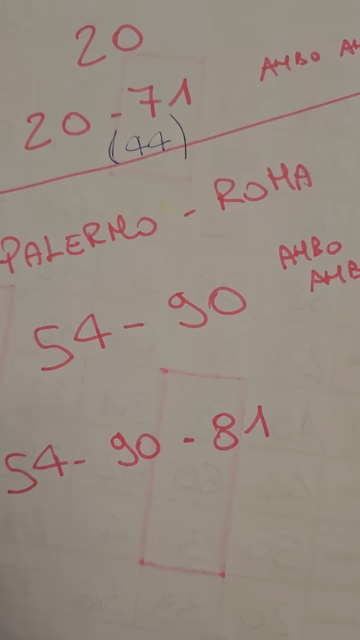 20
AMBO
20-71
(44)
PALERMO - ROMA
AMBO
54-90
54-90-81